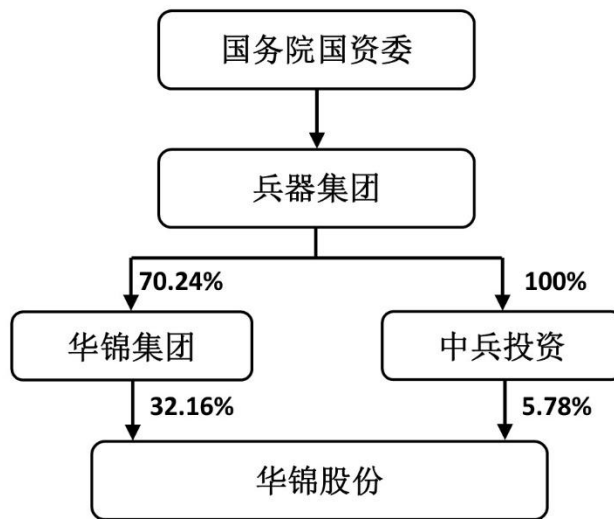 国务院国资委
兵器集团
70.24%
100%
华锦集团
中兵投资
32.16%
5.78%
华锦股份